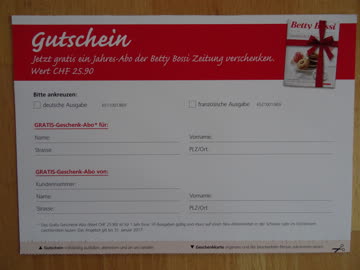 Gutschein
Jetzt gratis ein Jahres-Abo der Betty Bossi Zeitung verschenken.
Wert CHF 25.90
Betty Bossi
Bitte ankreuzen:
deutsche Ausgabe
französische Ausgabe
GRATIS-Geschenk-Abo* für:
Name:
Vorname:
Strasse:
PLZ/Ort:
GRATIS-Geschenk-Abo von:
Kundennummer:
Name:
Vorname:
Strasse:
PLZ/Ort: